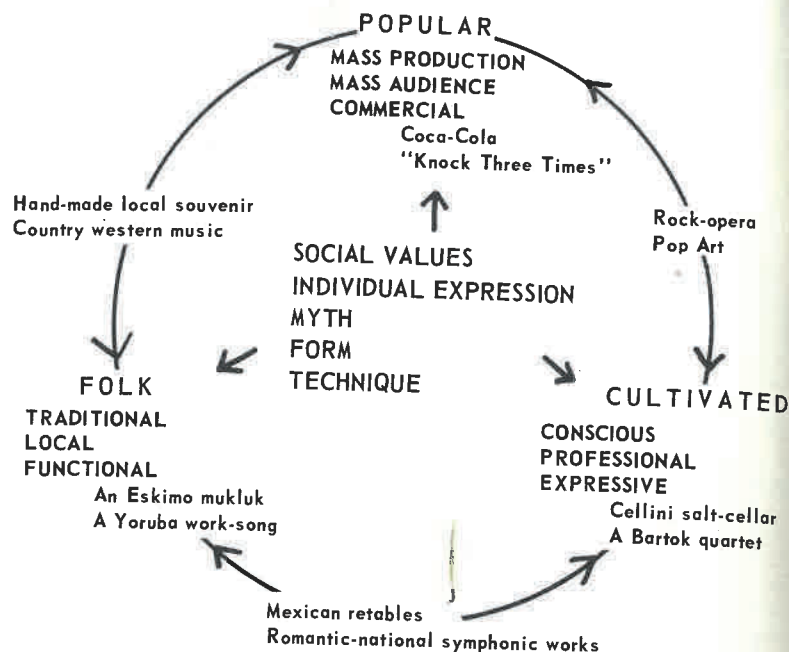 POPULAR
MASS PRODUCTION
MASS AUDIENCE
COMMERCIAL
Coca-Cola
"Knock Three Times"
Hand-made local souvenir
Country western music
Rock-opera
Pop Art
SOCIAL VALUES
INDIVIDUAL EXPRESSION
MYTH
FORM
TECHNIQUE
FOLK
TRADITIONAL
LOCAL
FUNCTIONAL
An Eskimo mukluk
A Yoruba work-song
CULTIVATED
CONSCIOUS
PROFESSIONAL
EXPRESSIVE
Cellini salt-cellar
A Bartok quartet
Mexican retables
Romantic-national symphonic works